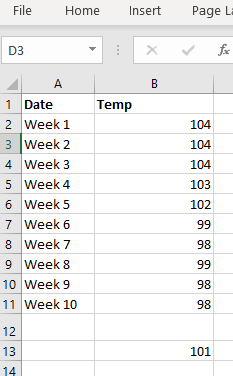 File Home Insert Page La
D3
A B
1 Date Temp
2 Week 1 104
3 Week 2 104
4 Week 3 104
5 Week 4 103
6 Week 5 102
7 Week 6 99
8 Week 7 98
9 Week 8 99
10 Week 9 98
11 Week 10 98
12
13 101
14